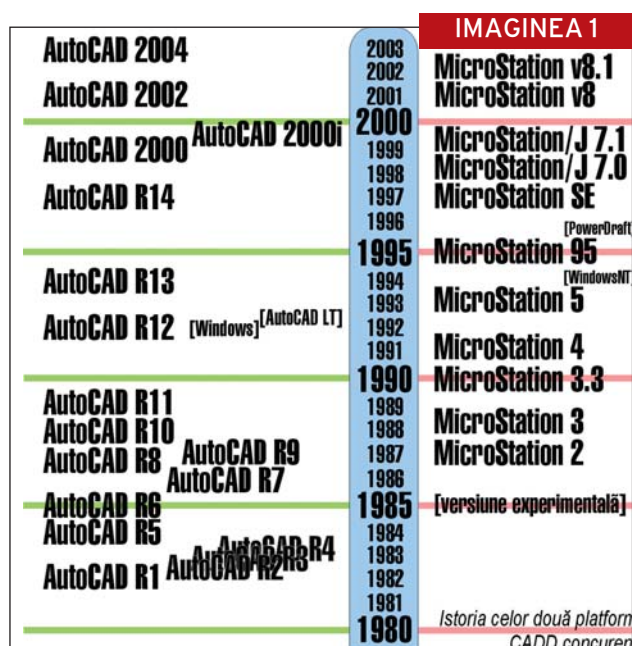 IMAGINEA 1
AutoCAD 2004
AutoCAD 2002
AutoCAD 2000i
AutoCAD 2000
AutoCAD R14
AutoCAD R13
AutoCAD R12 [Windows] [AutoCAD LT]
AutoCAD R11
AutoCAD R10
AutoCAD R9
AutoCAD R8
AutoCAD R7
AutoCAD R6
AutoCAD R5
AutoCAD R4
AutoCAD R3
AutoCAD R2
AutoCAD R1
2003
2002
2001
2000
1999
1998
1997
1996
1995
1994
1993
1992
1991
1990
1989
1988
1987
1986
1985
1984
1983
1982
1981
1980
MicroStation v8.1
MicroStation v8
MicroStation/J 7.1
MicroStation/J 7.0
MicroStation SE
[PowerDraft]
MicroStation 95
[WindowsNT]
MicroStation 5
MicroStation 4
MicroStation 3.3
MicroStation 3
MicroStation 2
[versiune experimentală]
Istoria celor două platform
CADD concuren